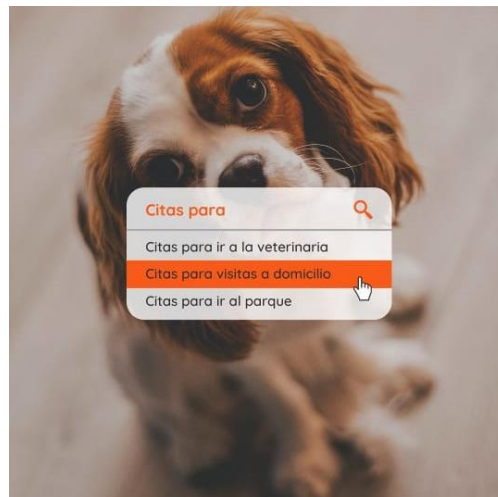 Citas para
Citas para ir a la veterinaria
Citas para visitas a domicilio
Citas para ir al parque